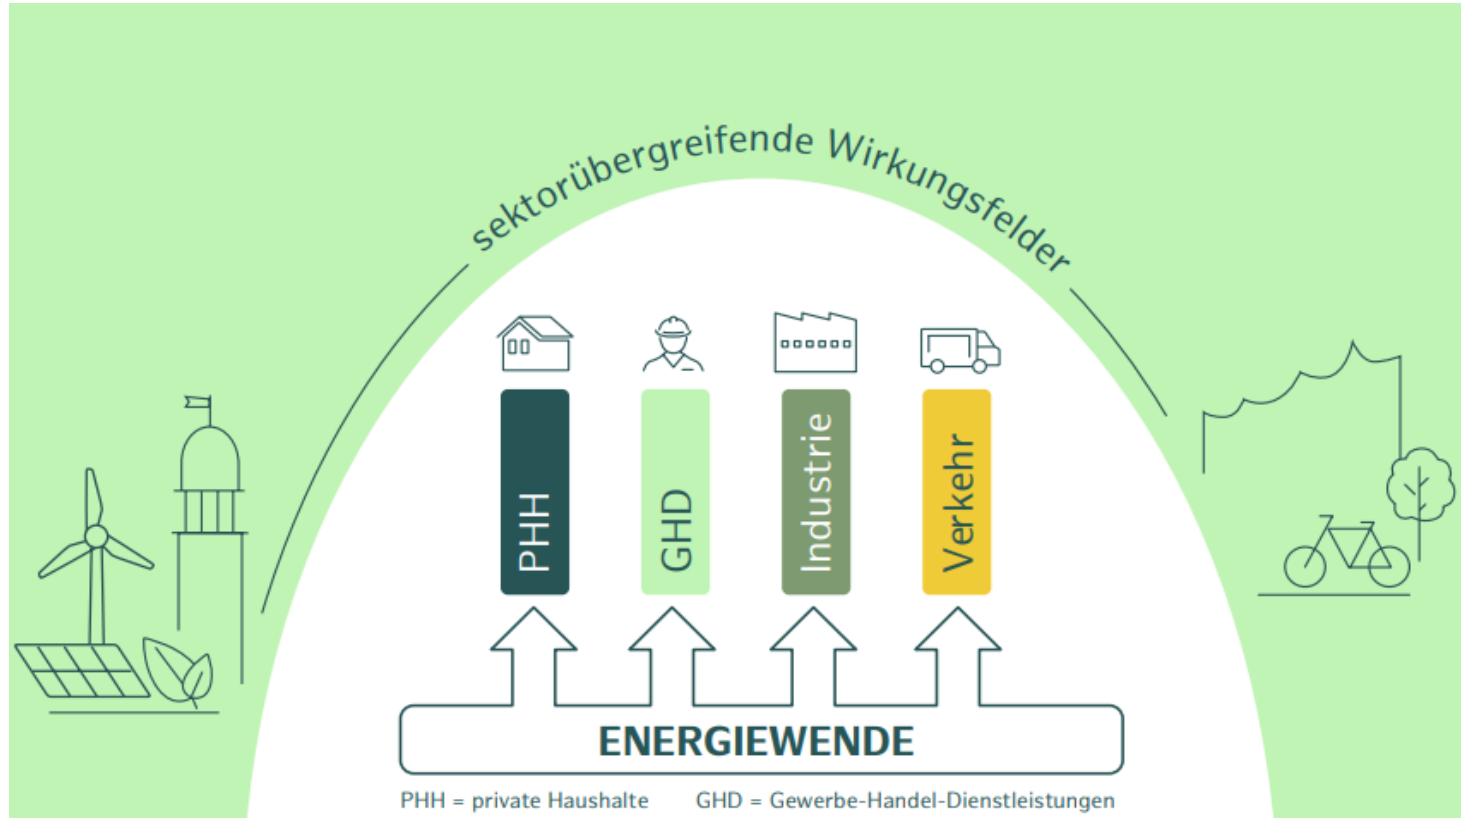 sektorübergreifende Wirkungsfelder
PHH
GHD
Industrie
Verkehr
ENERGIEWENDE
PHH = private Haushalte GHD = Gewerbe-Handel-Dienstleistungen